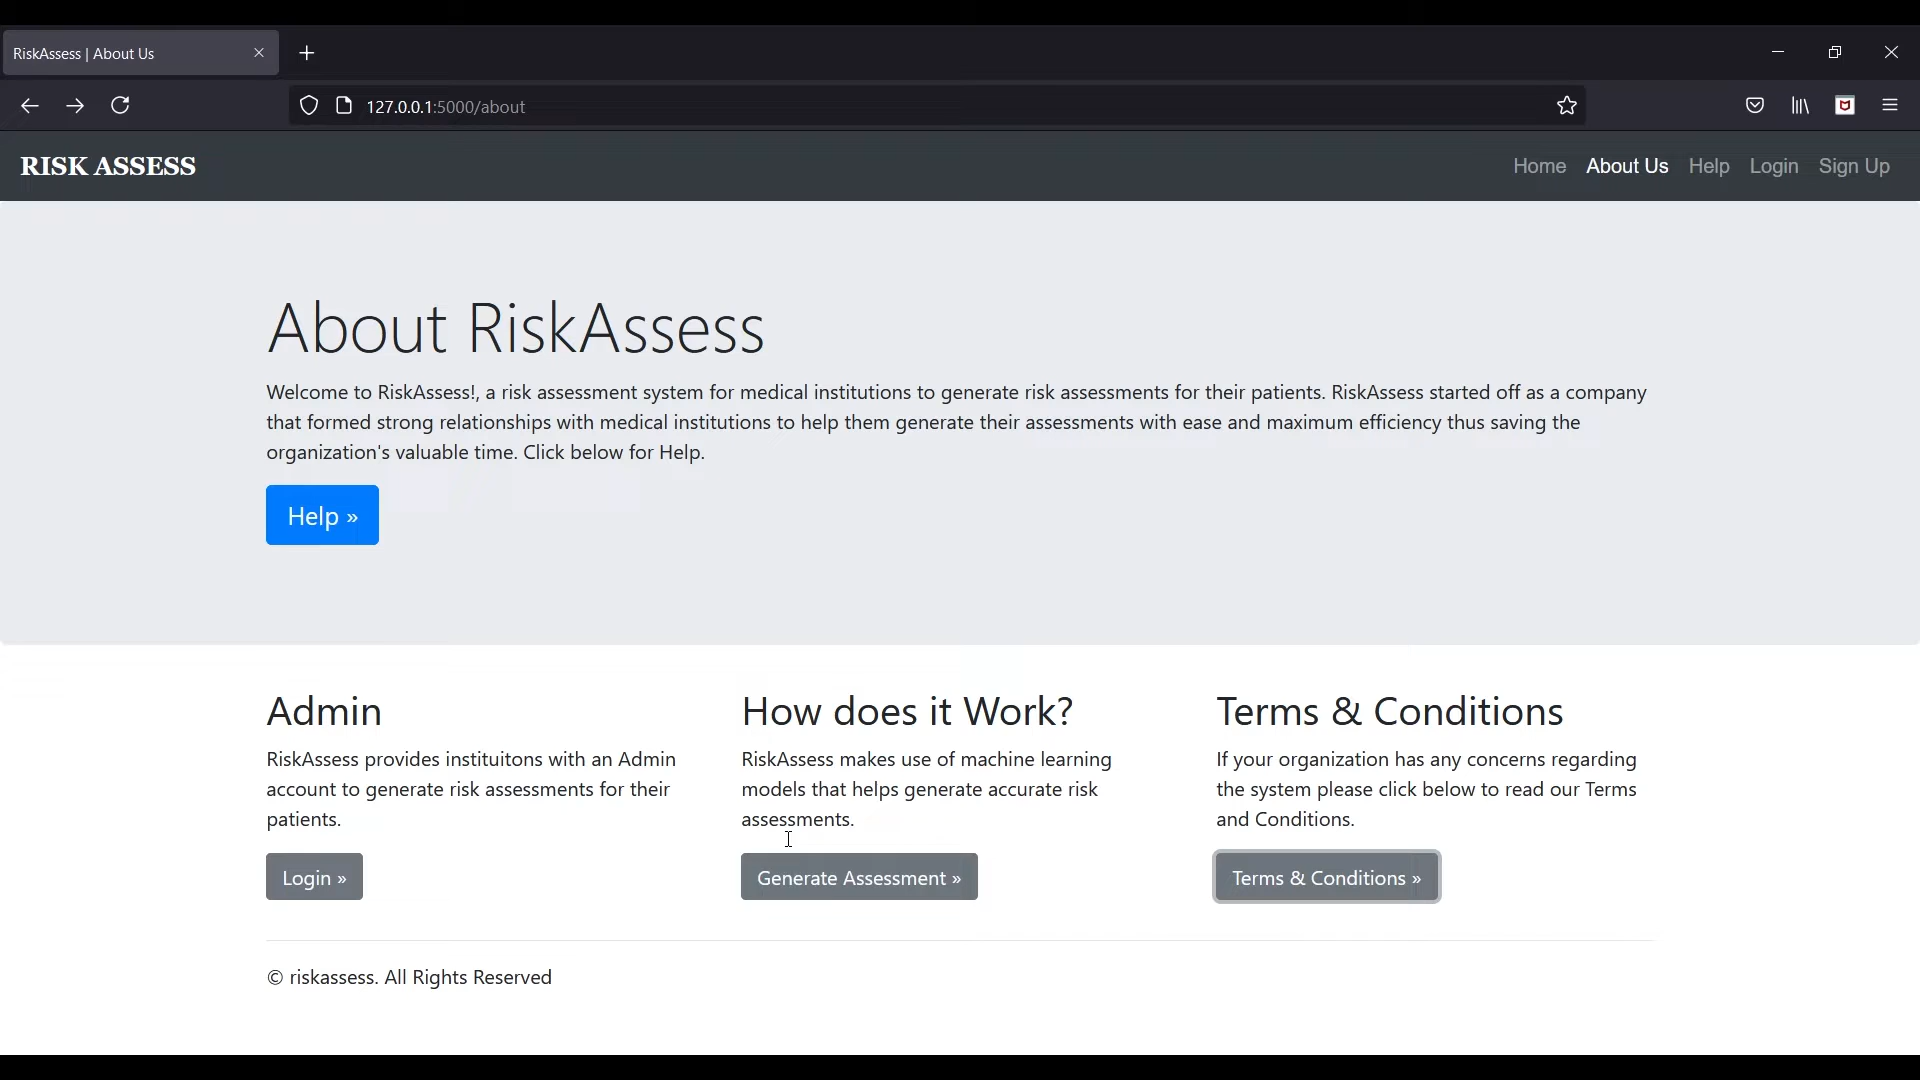 RiskAssess | About Us
127.0.0.1:5000/about
RISK ASSESS
Home About Us Help Login Sign Up
About RiskAssess
Welcome to RiskAssess!, a risk assessment system for medical institutions to generate risk assessments for their patients. RiskAssess started off as a company
that formed strong relationships with medical institutions to help them generate their assessments with ease and maximum efficiency thus saving the
organization's valuable time. Click below for Help.
Help »
Admin
RiskAssess provides instituitons with an Admin
account to generate risk assessments for their
patients.
Login »
How does it Work?
RiskAssess makes use of machine learning
models that helps generate accurate risk
assessments.
Generate Assessment »
Terms & Conditions
If your organization has any concerns regarding
the system please click below to read our Terms
and Conditions.
Terms & Conditions »
© riskassess. All Rights Reserved